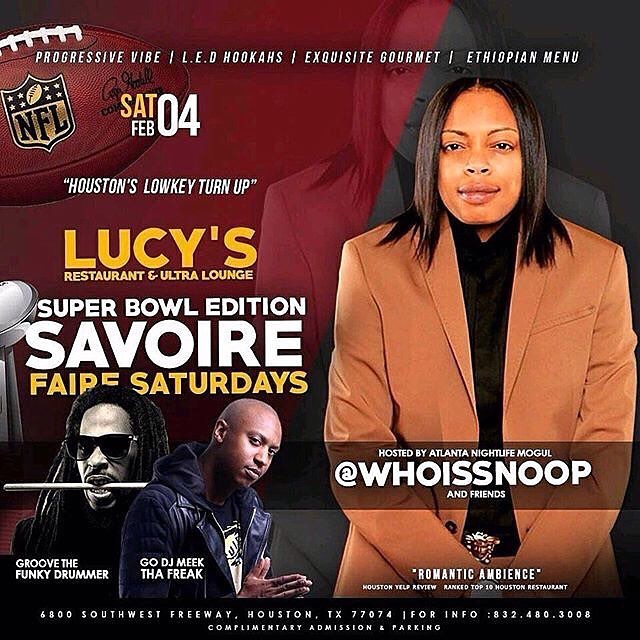 PROGRESSIVE VIBE | L.E.D HOOKAHS | EXQUISITE GOURMET | ETHIOPIAN MENU
NFL
SAT
FEB 04
"HOUSTON'S LOWKEY TURN UP"
LUCY'S
RESTAURANT & ULTRA LOUNGE
SUPER BOWL EDITION
SAVOIRE
FAIRE SATURDAYS
HOSTED BY ATLANTA NIGHTLIFE MOGUL
@WHOISSNOOP
AND FRIENDS
GROOVE THE
FUNKY DRUMMER
GO DJ MEEK
THA FREAK
"ROMANTIC AMBIENCE"
HOUSTON YELP REVIEW RANKED TOP 10 HOUSTON RESTAURANT
6800 SOUTHWEST FREEWAY, HOUSTON, TX 77074 |FOR INFO :832.480.3008
COMPLIMENTARY ADMISSION & PARKING